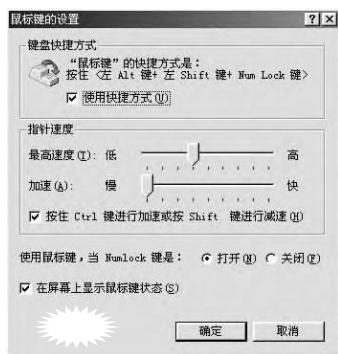 鼠标键的设置
键盘快捷方式
“鼠标键”的快捷方式是：
按住 <左 Alt 键+ 左 Shift 键+ Num Lock 键>
使用快捷方式(U)
指针速度
最高速度(T): 低 高
加速(A): 慢 快
按住 Ctrl 键进行加速或按 Shift 键进行减速(H)
使用鼠标键，当 Numlock 键是： 打开(N) 关闭(F)
在屏幕上显示鼠标键状态(S)
确定 取消